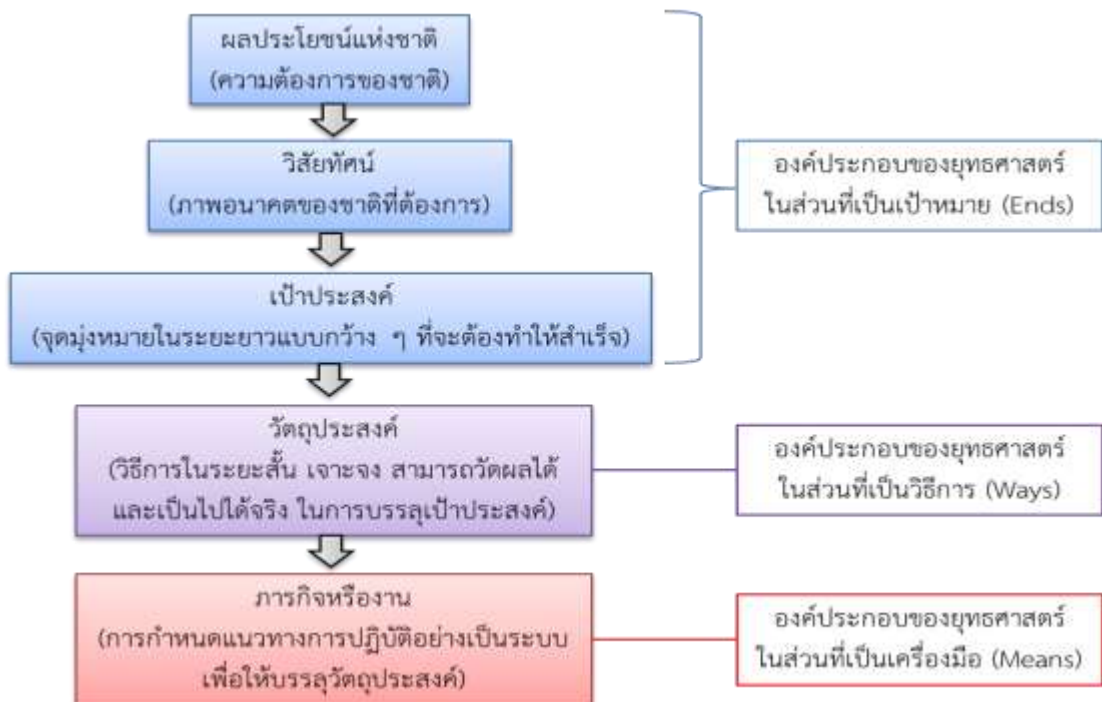 ผลประโยชน์แห่งชาติ
(ความต้องการของชาติ)
วิสัยทัศน์
(ภาพอนาคตของชาติที่ต้องการ)
องค์ประกอบของยุทธศาสตร์
ในส่วนที่เป็นเป้าหมาย (Ends)
เป้าประสงค์
(จุดมุ่งหมายในระยะยาวแบบกว้าง ๆ ที่จะต้องทำให้สำเร็จ)
วัตถุประสงค์
(วิธีการในระยะสั้น เจาะจง สามารถวัดผลได้
และเป็นไปได้จริง ในการบรรลุเป้าประสงค์)
องค์ประกอบของยุทธศาสตร์
ในส่วนที่เป็นวิธีการ (Ways)
ภารกิจหรืองาน
(การกำหนดแนวทางการปฏิบัติอย่างเป็นระบบ
เพื่อให้บรรลุวัตถุประสงค์)
องค์ประกอบของยุทธศาสตร์
ในส่วนที่เป็นเครื่องมือ (Means)